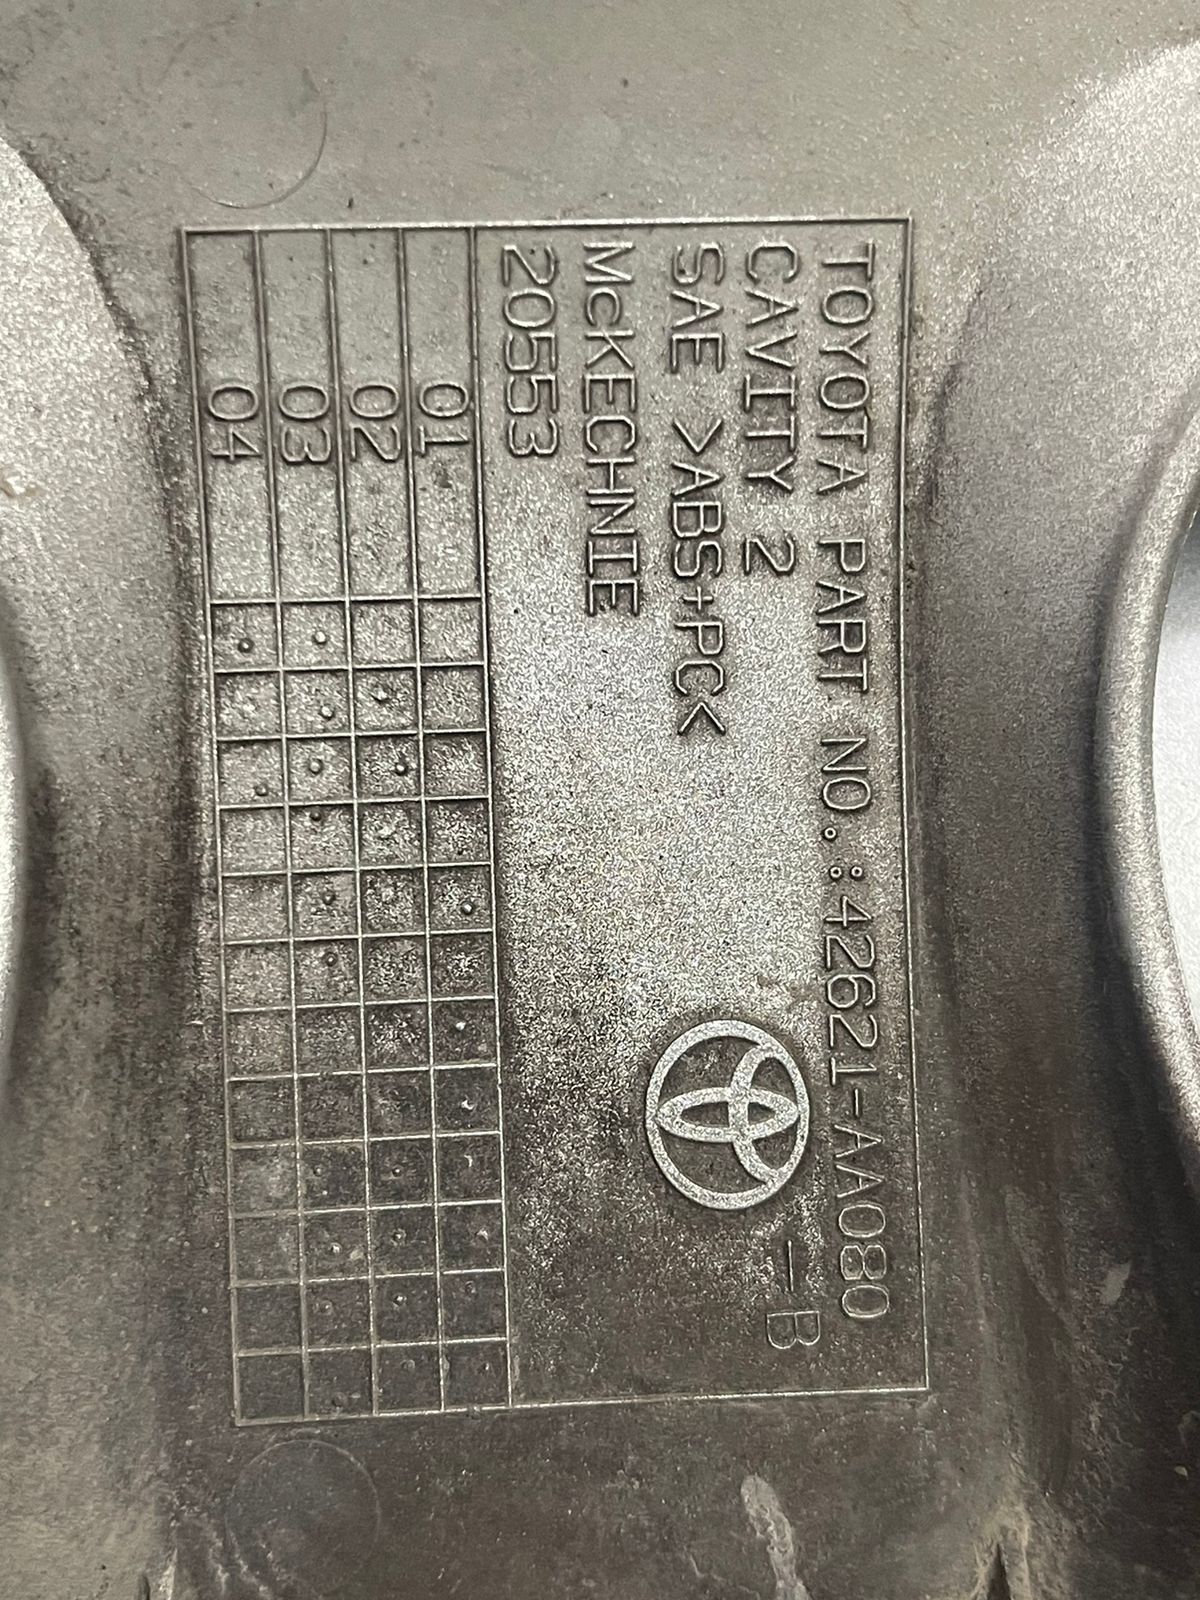 TOYOTA PART NO.:42621-AA080
CAVITY 2
-B
SAE >ABS+PC<
McKECHNIE
20553
01
02
03
04